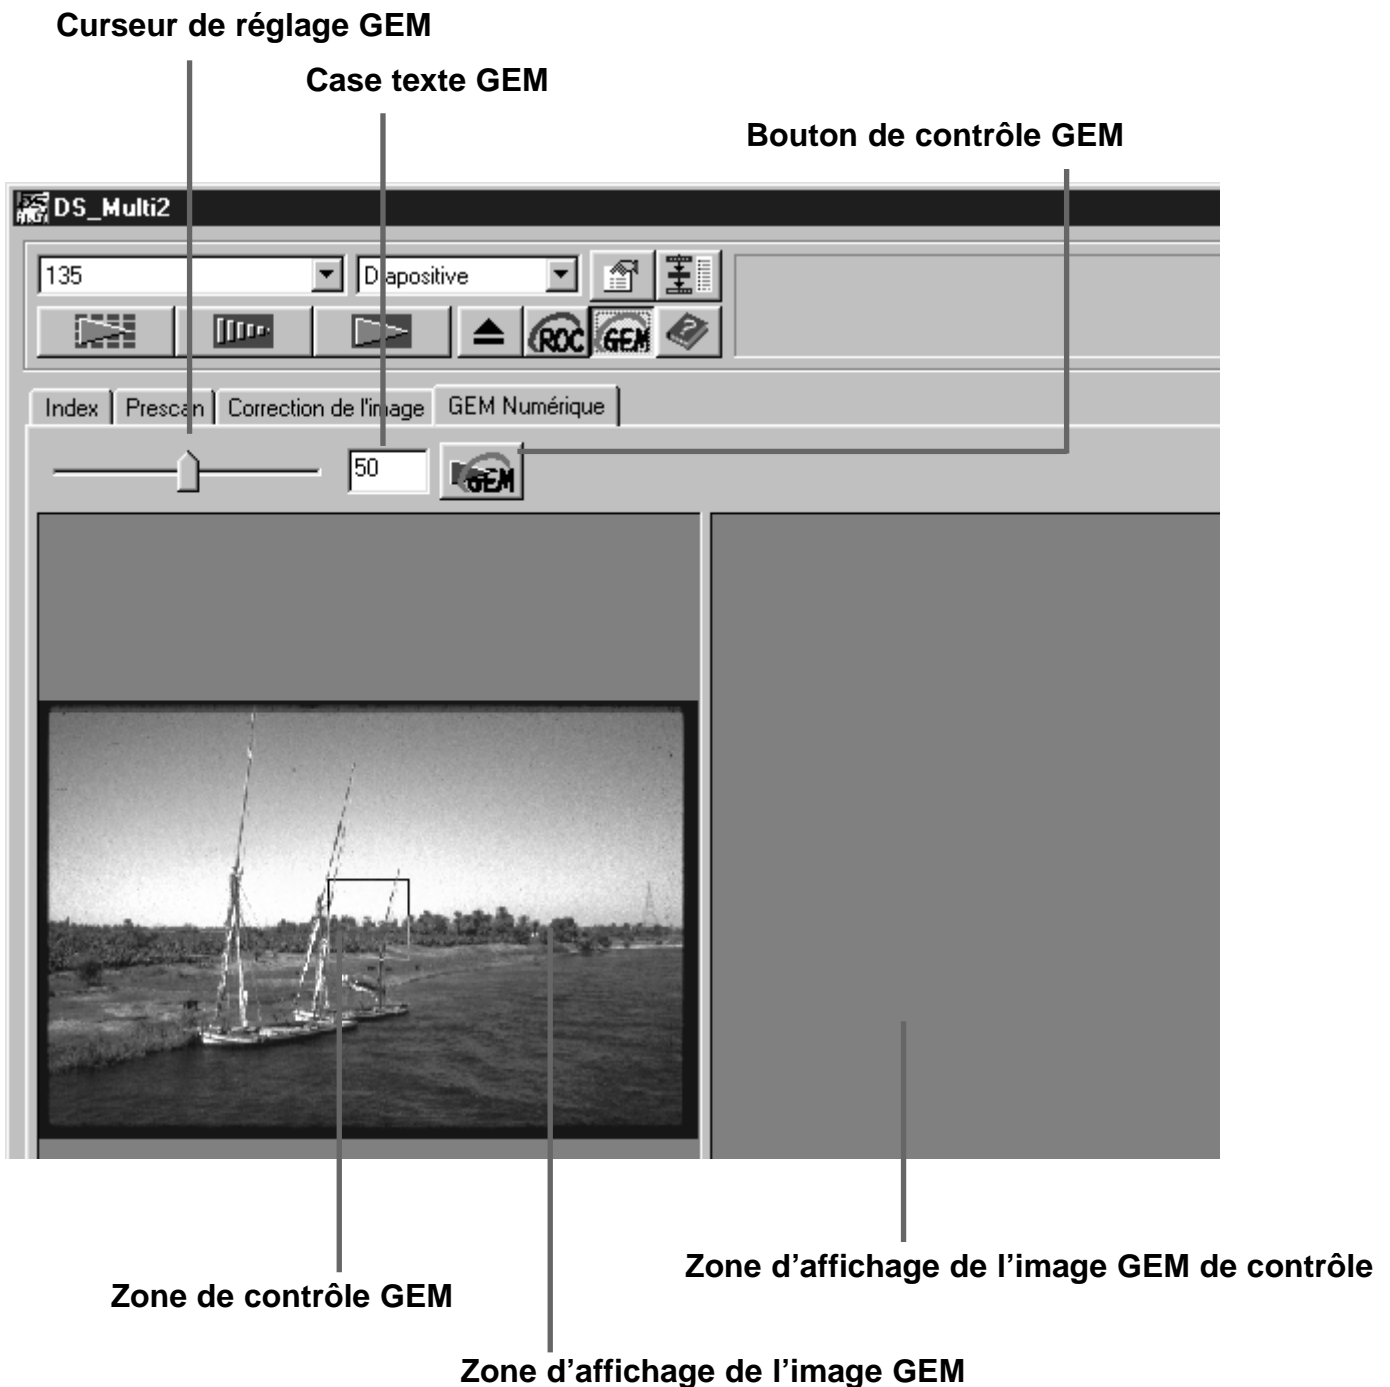 Curseur de réglage GEM
Case texte GEM
Bouton de contrôle GEM
DS_Multi2
135
Diapositive
ROC
GEM
Index
Prescan
Correction de l'image
GEM Numérique
50
GEM
Zone d'affichage de l'image GEM de contrôle
Zone de contrôle GEM
Zone d'affichage de l'image GEM